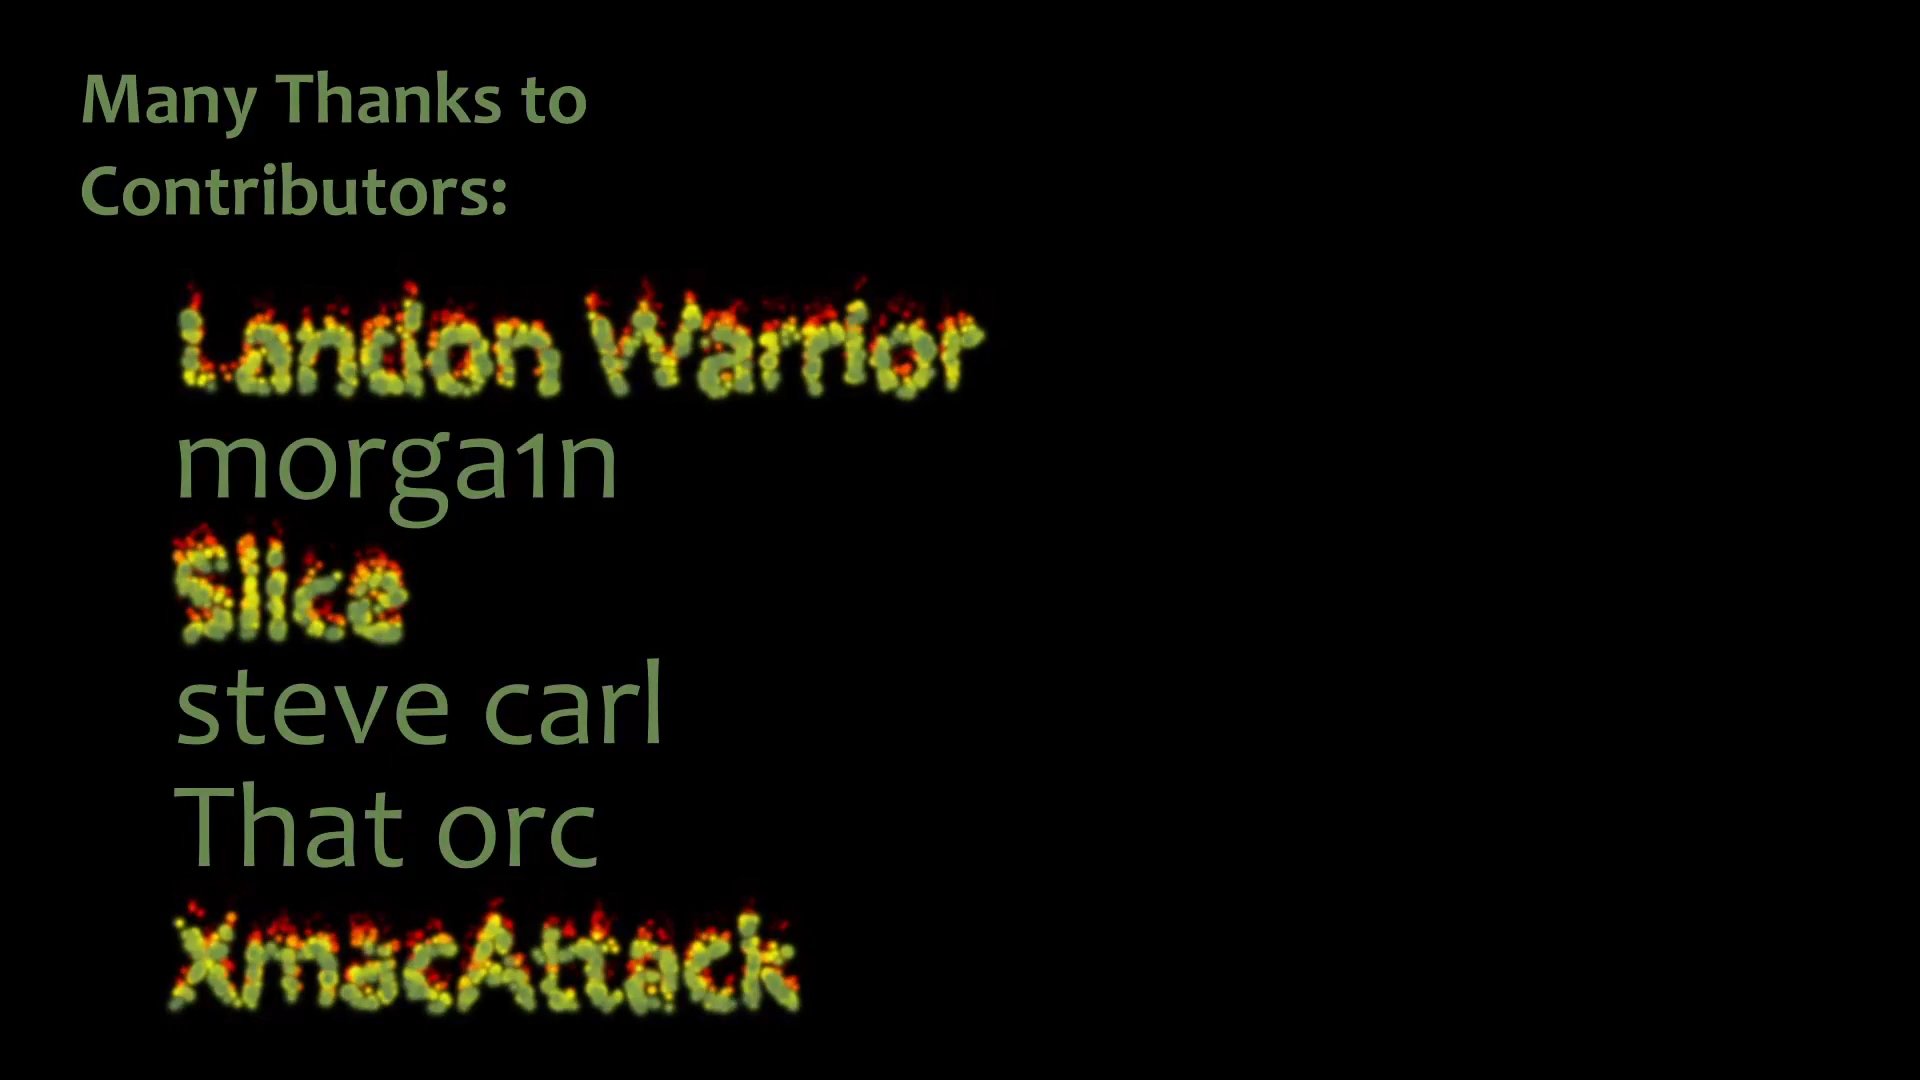 Many Thanks to
Contributors:
Landon Warrior
morga1n
Slice
steve carl
That orc
XmacAttack